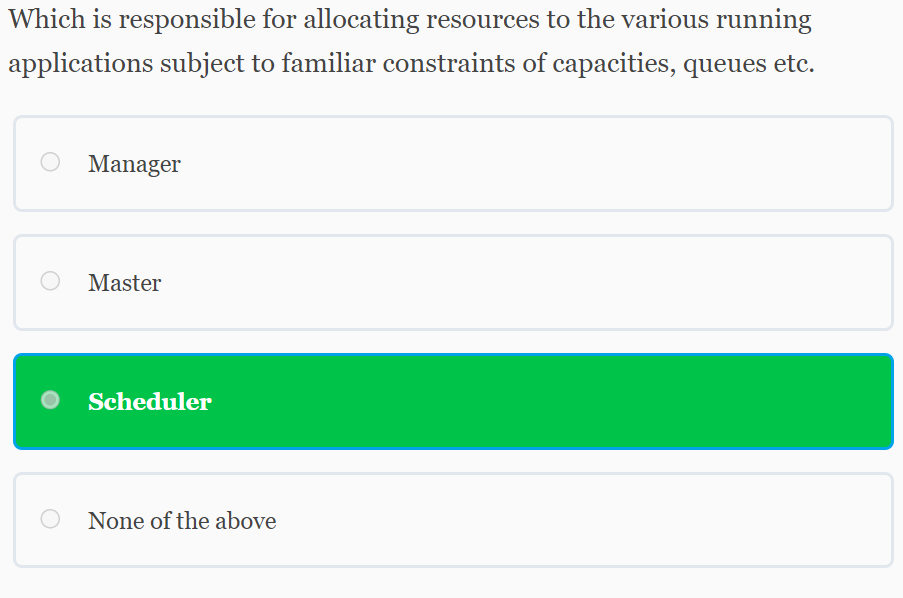 Which is responsible for allocating resources to the various running
applications subject to familiar constraints of capacities, queues etc.
Manager
Master
Scheduler
None of the above